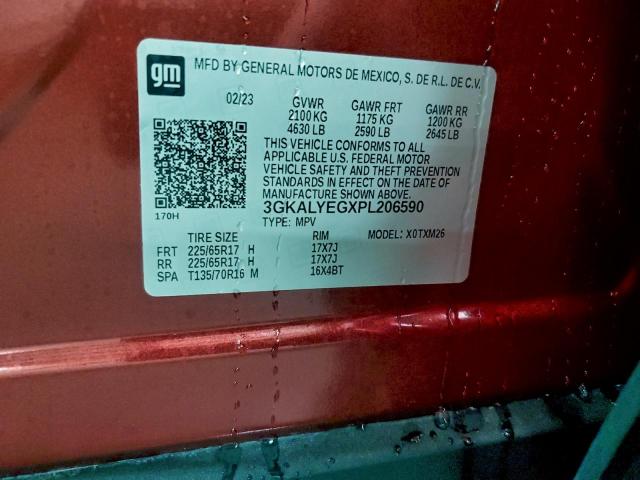 gm
MFD BY GENERAL MOTORS DE MEXICO, S. DE R.L. DE C.V.
02/23 GVWR GAWR FRT GAWR RR
2100 KG 1175 KG 1200 KG
4630 LB 2590 LB 2645 LB
THIS VEHICLE CONFORMS TO ALL
APPLICABLE U.S. FEDERAL MOTOR
VEHICLE SAFETY AND THEFT PREVENTION
STANDARDS IN EFFECT ON THE DATE OF
MANUFACTURE SHOWN ABOVE.
3GKALYEGXPL206590
170H
TYPE: MPV
TIRE SIZE RIM MODEL: X0TXM26
FRT 225/65R17 H 17X7J
RR 225/65R17 H 17X7J
SPA T135/70R16 M 16X4BT